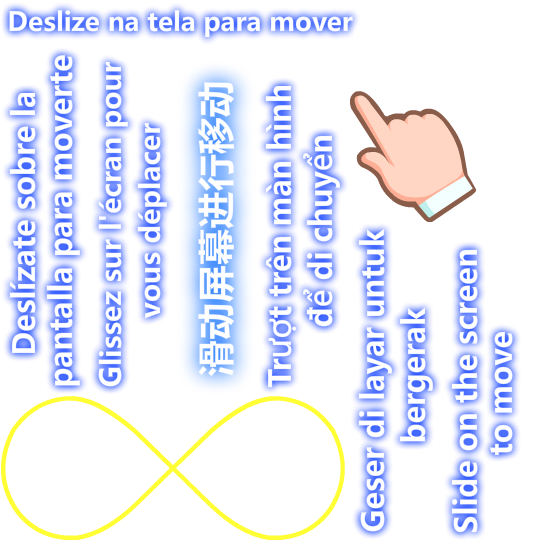 Deslize na tela para mover
Deslízate sobre la
pantalla para moverte
Glissez sur l'écran pour
vous déplacer
滑动屏幕进行移动
Trượt trên màn hình
để di chuyển
Geser di layar untuk
bergerak
Slide on the screen
to move